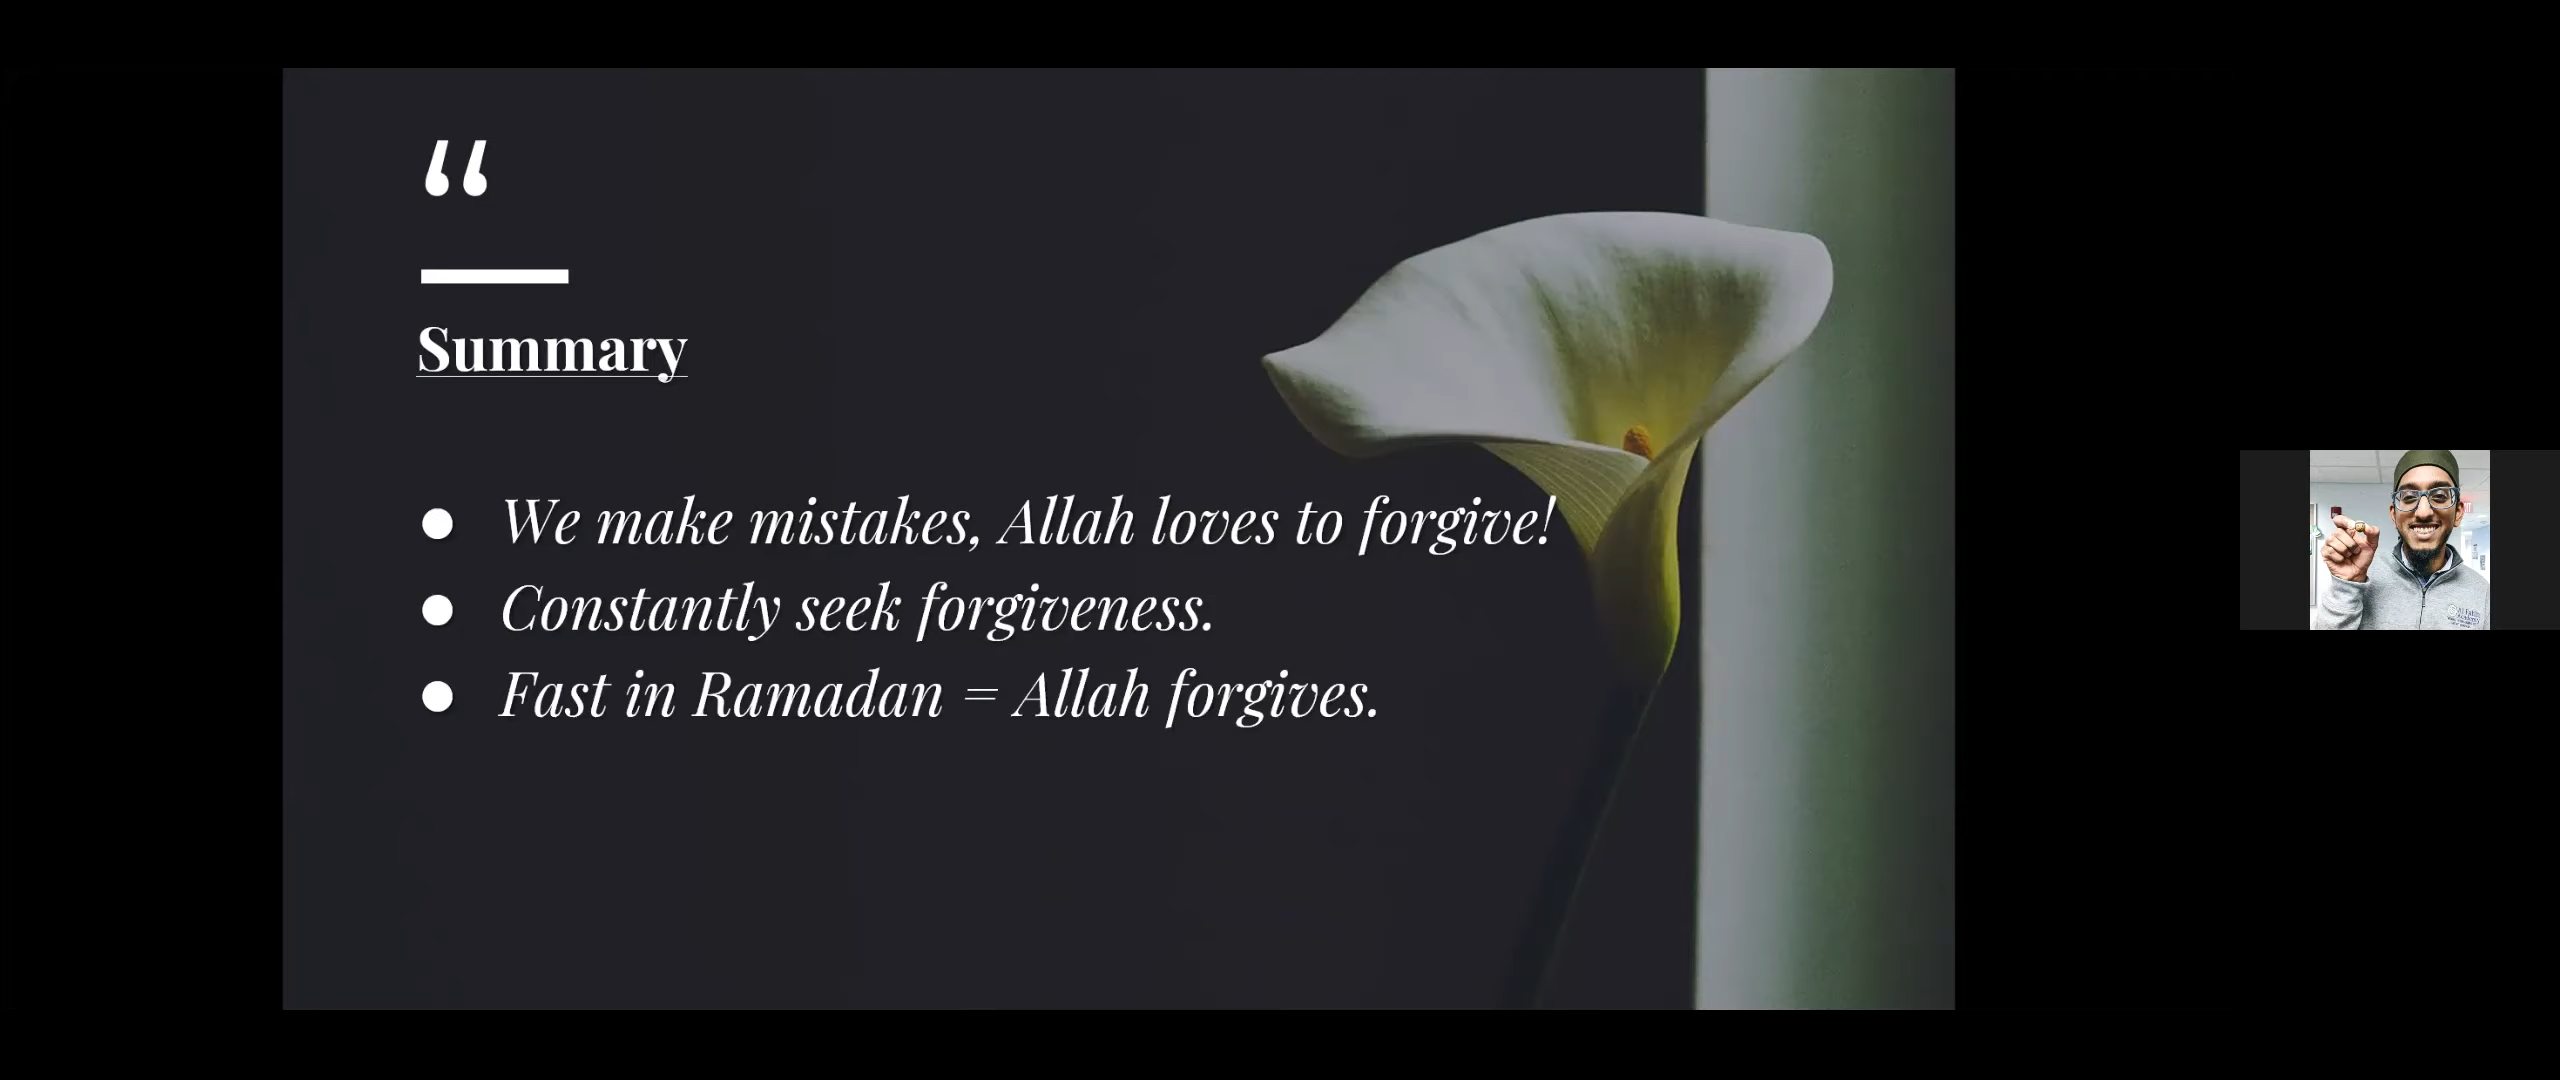 “
Summary
● We make mistakes, Allah loves to forgive!
● Constantly seek forgiveness.
● Fast in Ramadan = Allah forgives.